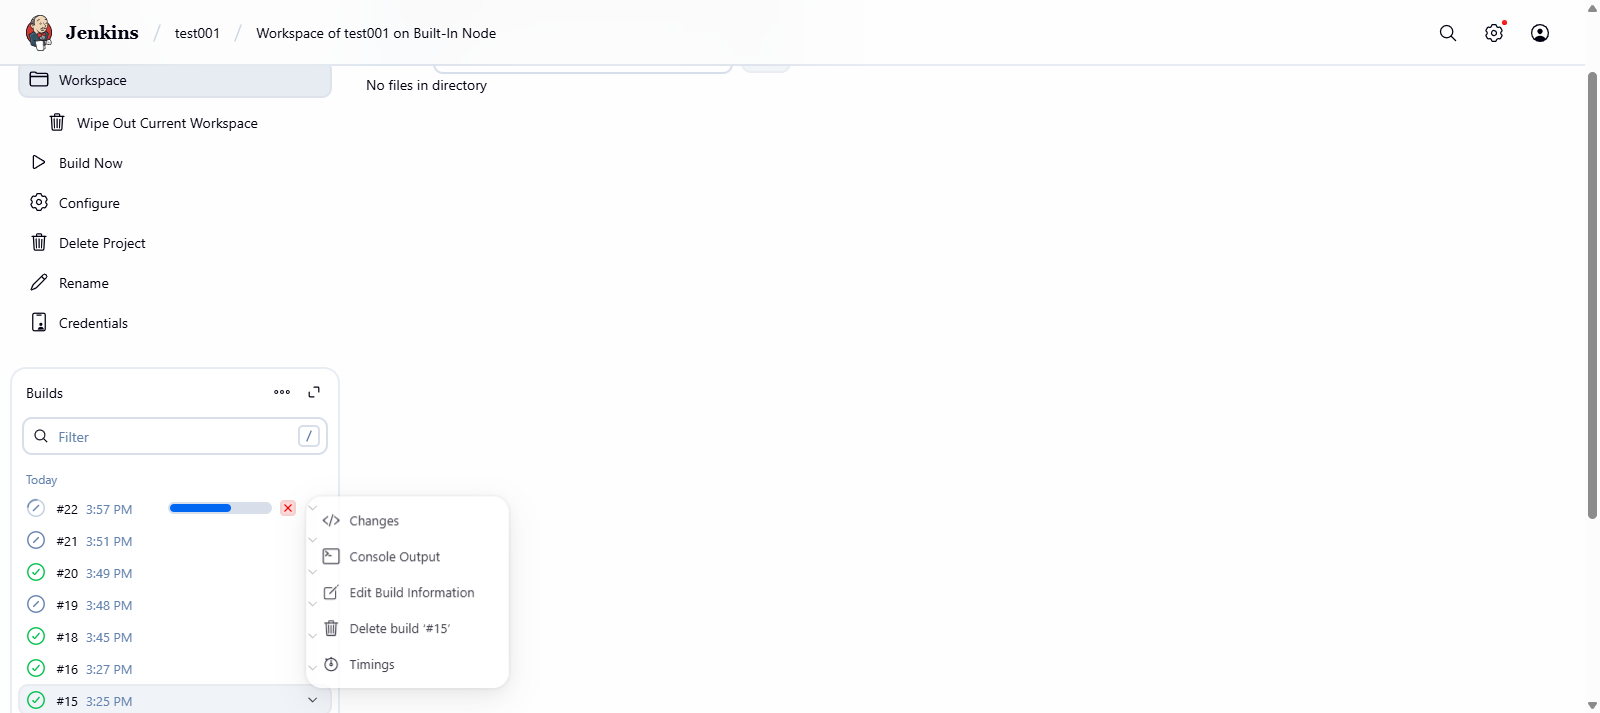 Jenkins / test001 / Workspace of test001 on Built-In Node
Workspace
No files in directory
Wipe Out Current Workspace
Build Now
Configure
Delete Project
Rename
Credentials
Builds
Filter /
Today
#22 3:57 PM
#21 3:51 PM
#20 3:49 PM
#19 3:48 PM
#18 3:45 PM
#16 3:27 PM
#15 3:25 PM
Changes
Console Output
Edit Build Information
Delete build ‘#15’
Timings